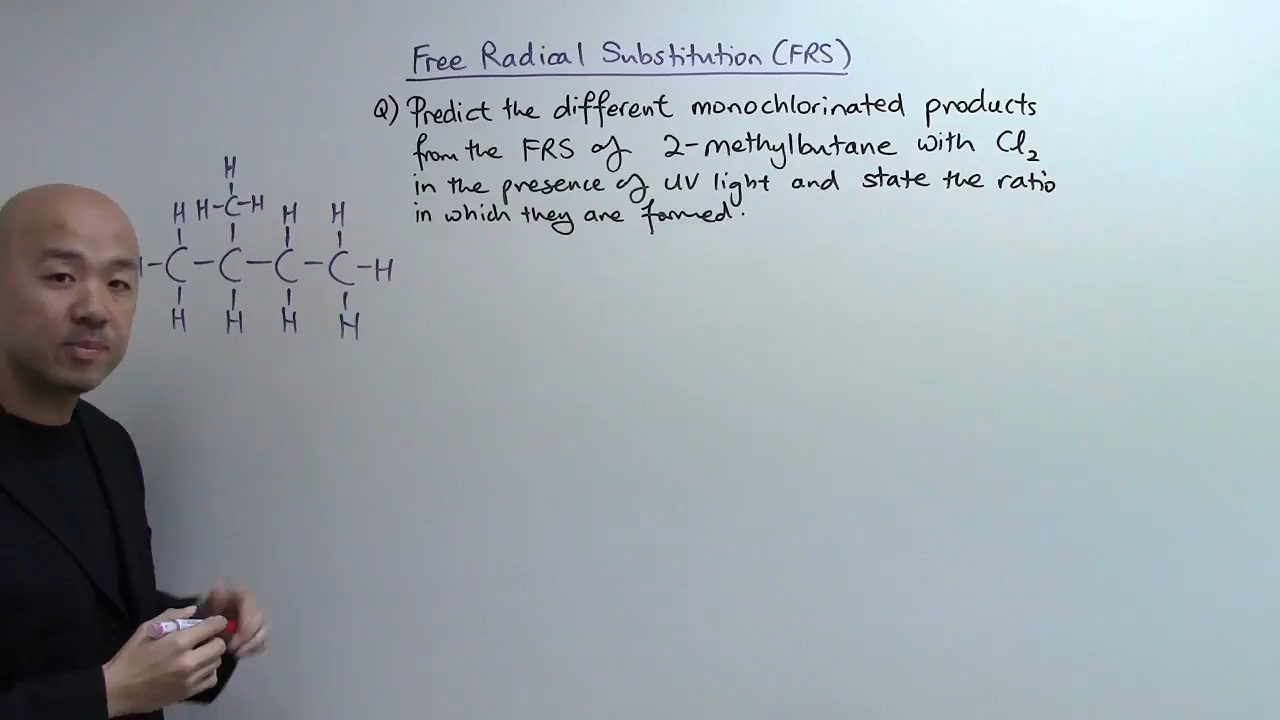 Free Radical Substitution (FRS)
Q) Predict the different monochlorinated products
from the FRS of 2-methylbutane with Cl₂
in the presence of UV light and state the ratio
in which they are formed.
H
H H-C-H H H
-C-C-C-C-H
H H H H